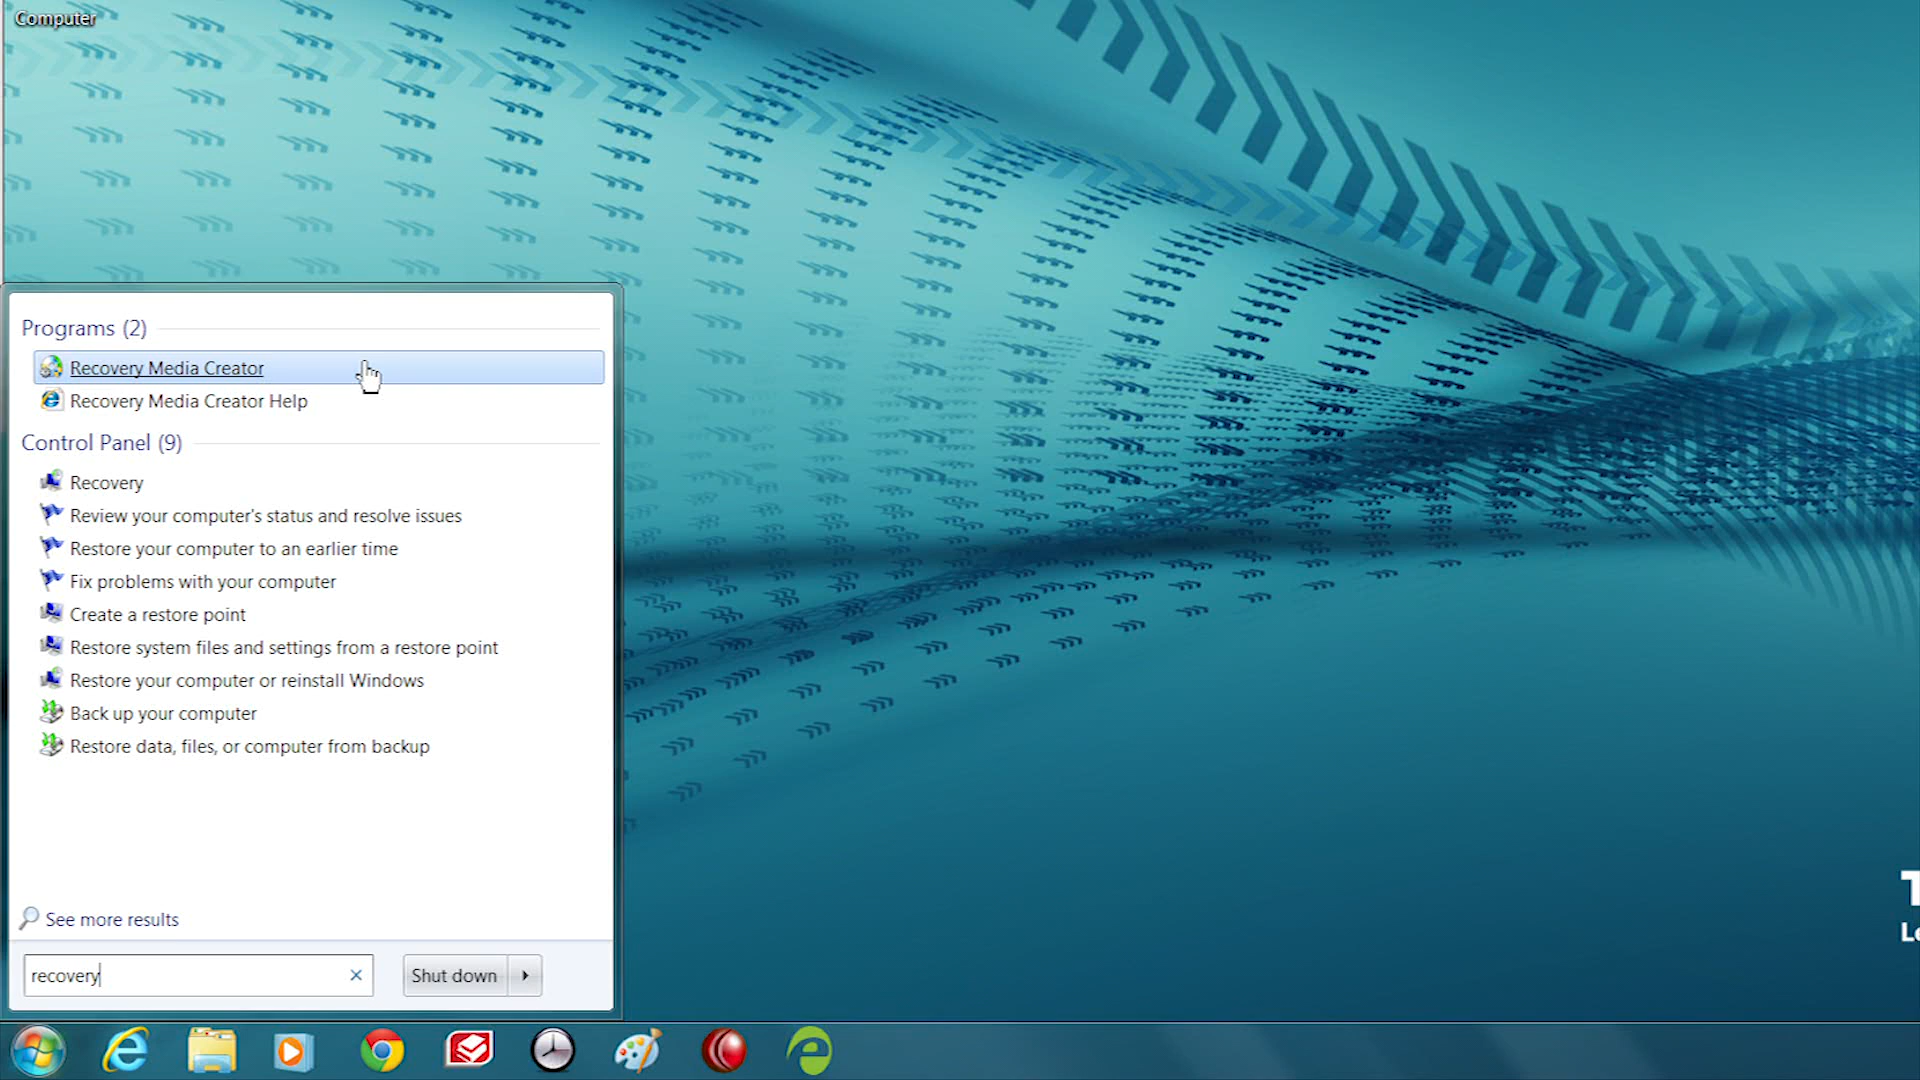 Computer
Programs (2)
Recovery Media Creator
Recovery Media Creator Help
Control Panel (9)
Recovery
Review your computer's status and resolve issues
Restore your computer to an earlier time
Fix problems with your computer
Create a restore point
Restore system files and settings from a restore point
Restore your computer or reinstall Windows
Back up your computer
Restore data, files, or computer from backup
See more results
recovery
Shut down